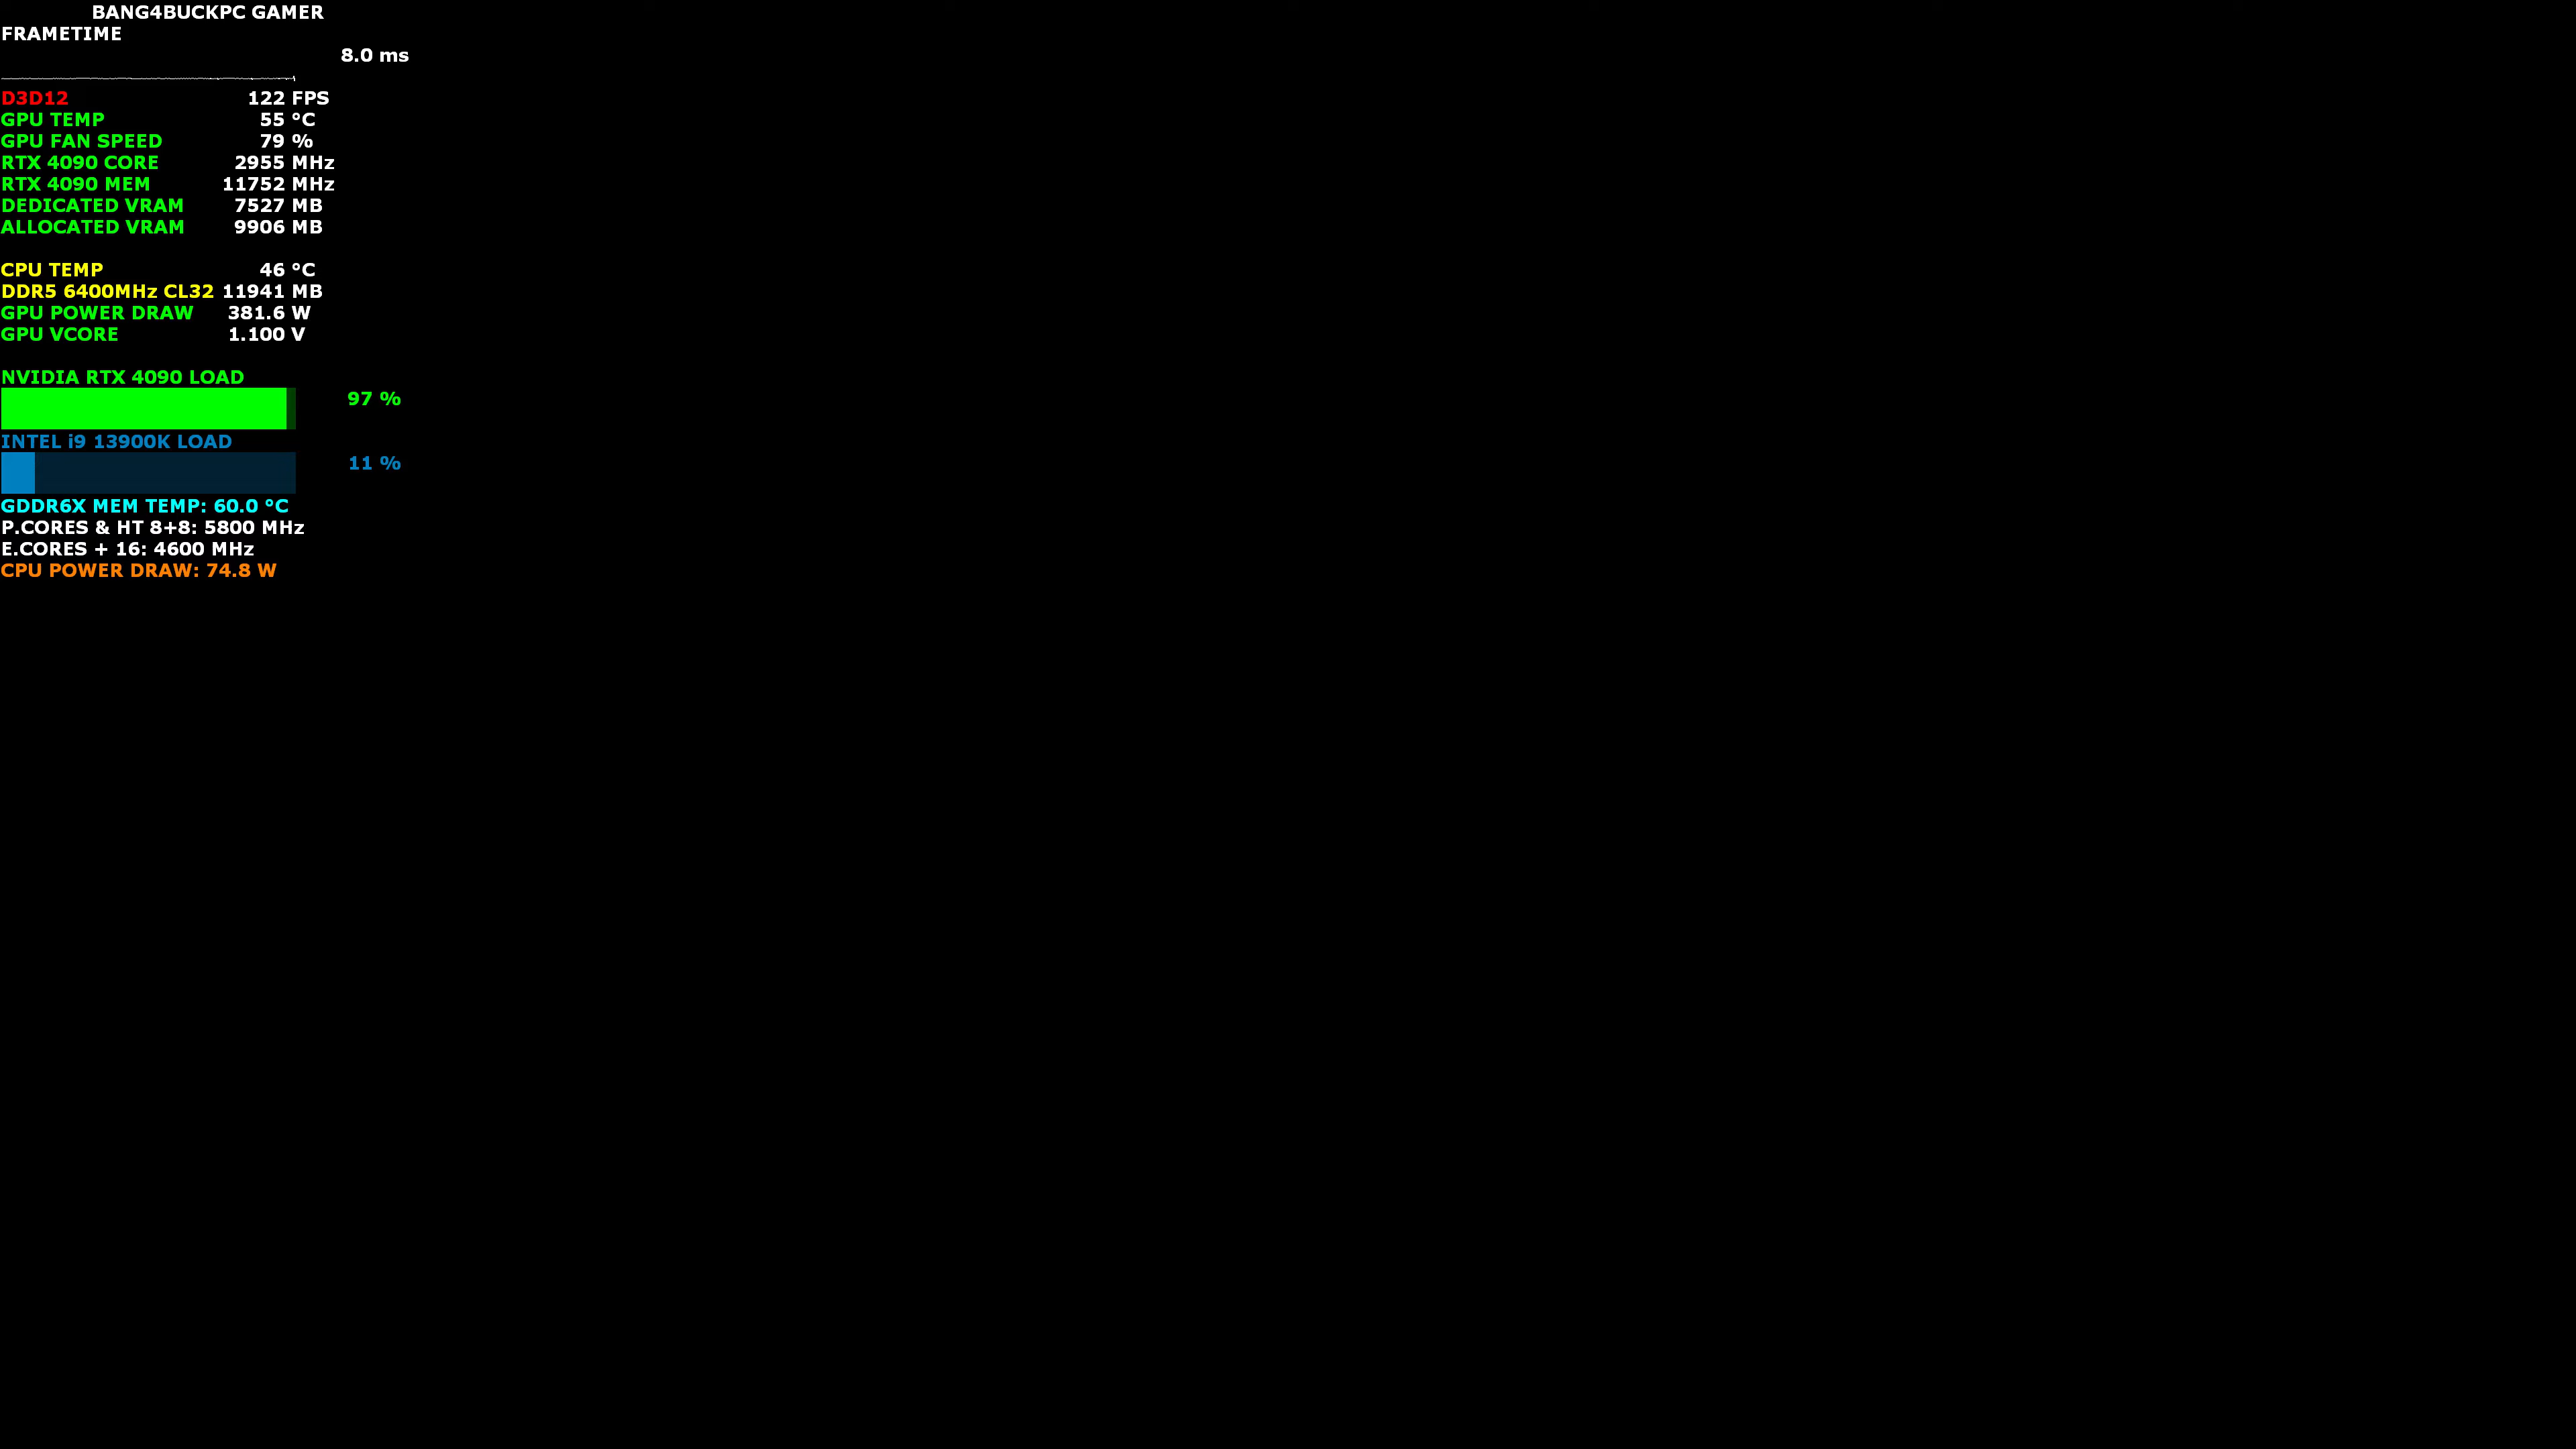 BANG4BUCKPC GAMER
FRAMETIME
8.0 ms
D3D12 122 FPS
GPU TEMP 55 °C
GPU FAN SPEED 79 %
RTX 4090 CORE 2955 MHz
RTX 4090 MEM 11752 MHz
DEDICATED VRAM 7527 MB
ALLOCATED VRAM 9906 MB
CPU TEMP 46 °C
DDR5 6400MHz CL32 11941 MB
GPU POWER DRAW 381.6 W
GPU VCORE 1.100 V
NVIDIA RTX 4090 LOAD
97 %
INTEL i9 13900K LOAD
11 %
GDDR6X MEM TEMP: 60.0 °C
P.CORES & HT 8+8: 5800 MHz
E.CORES + 16: 4600 MHz
CPU POWER DRAW: 74.8 W